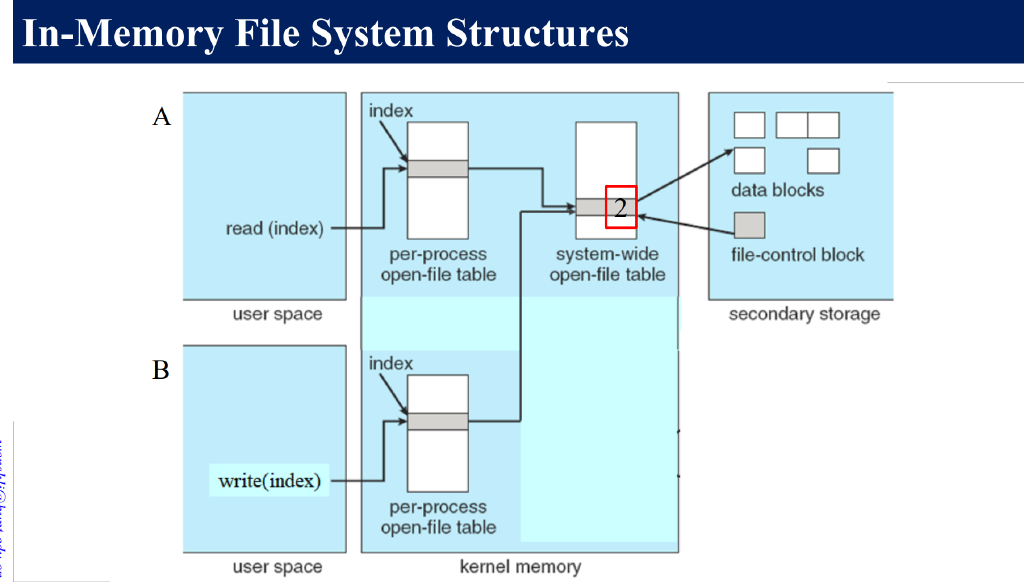 In-Memory File System Structures
A
index
read (index)
2
per-process
open-file table
system-wide
open-file table
data blocks
file-control block
user space
secondary storage
B
index
write(index)
per-process
open-file table
user space
kernel memory